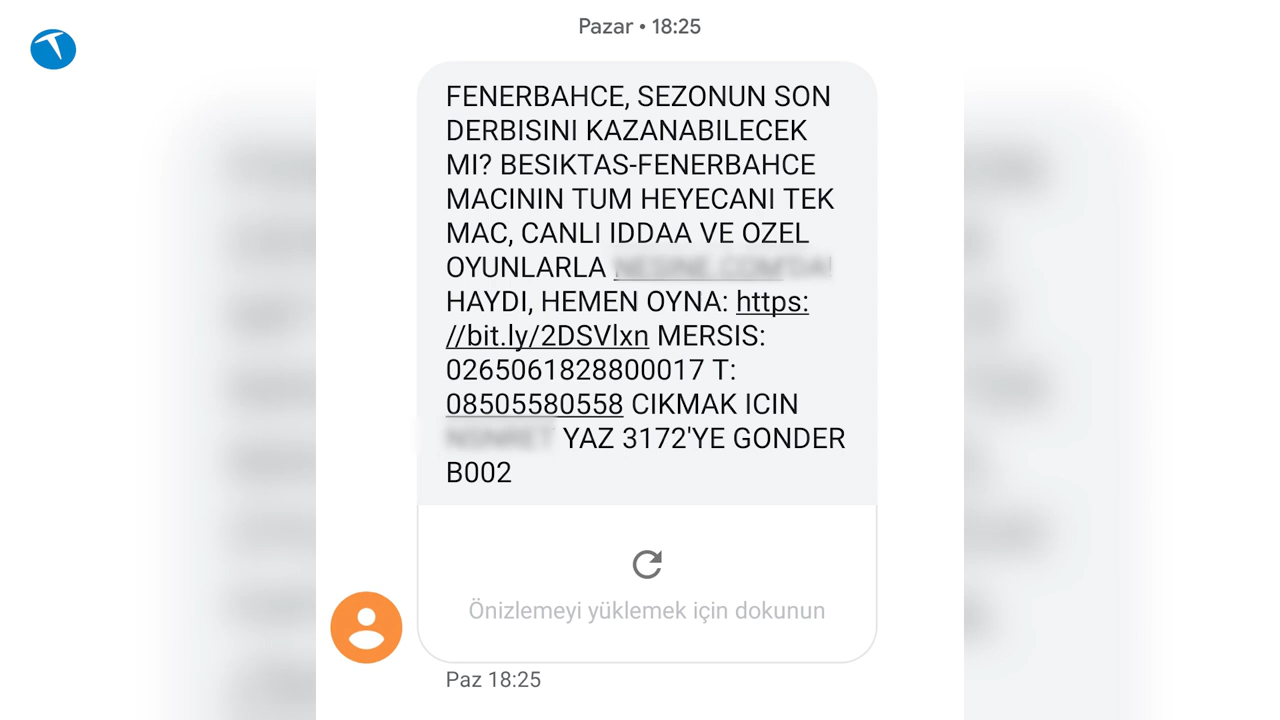 Pazar • 18:25
FENERBAHCE, SEZONUN SON
DERBISINI KAZANABILECEK
MI? BESIKTAS-FENERBAHCE
MACININ TUM HEYECANI TEK
MAC, CANLI IDDAA VE OZEL
OYUNLARLA
HAYDI, HEMEN OYNA: https:
//bit.ly/2DSVlxn MERSIS:
0265061828800017 T:
08505580558 CIKMAK ICIN
YAZ 3172'YE GONDER
B002
Önizlemeyi yüklemek için dokunun
Paz 18:25